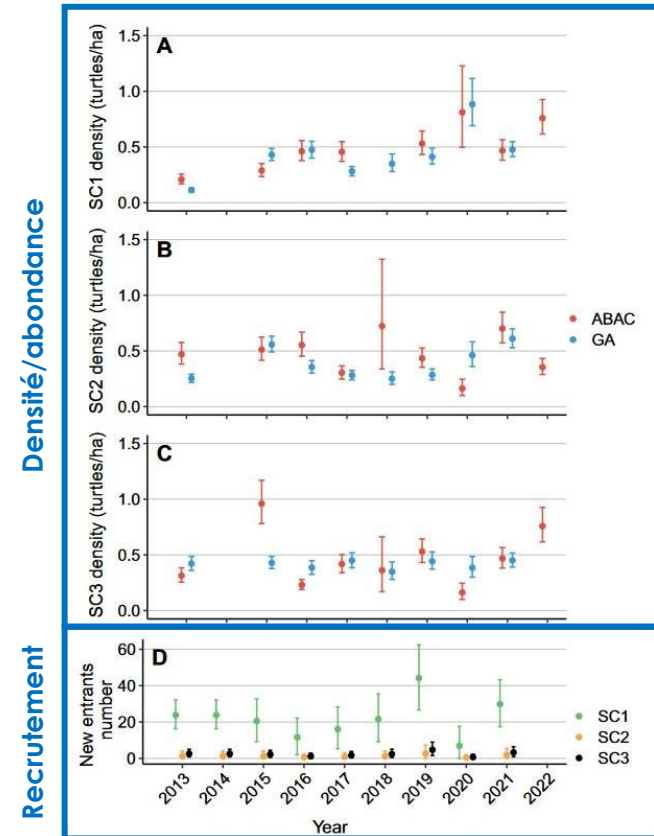 Densité/abondance
A
SC1 density (turtles/ha)
1.5
1.0
0.5
0.0
B
SC2 density (turtles/ha)
1.5
1.0
0.5
0.0
ABAC
GA
C
SC3 density (turtles/ha)
1.5
1.0
0.5
0.0
Recrutement
D
New entrants
number
60
40
20
0
SC1
SC2
SC3
2013
2014
2015
2016
2017
2018
2019
2020
2021
2022
Year